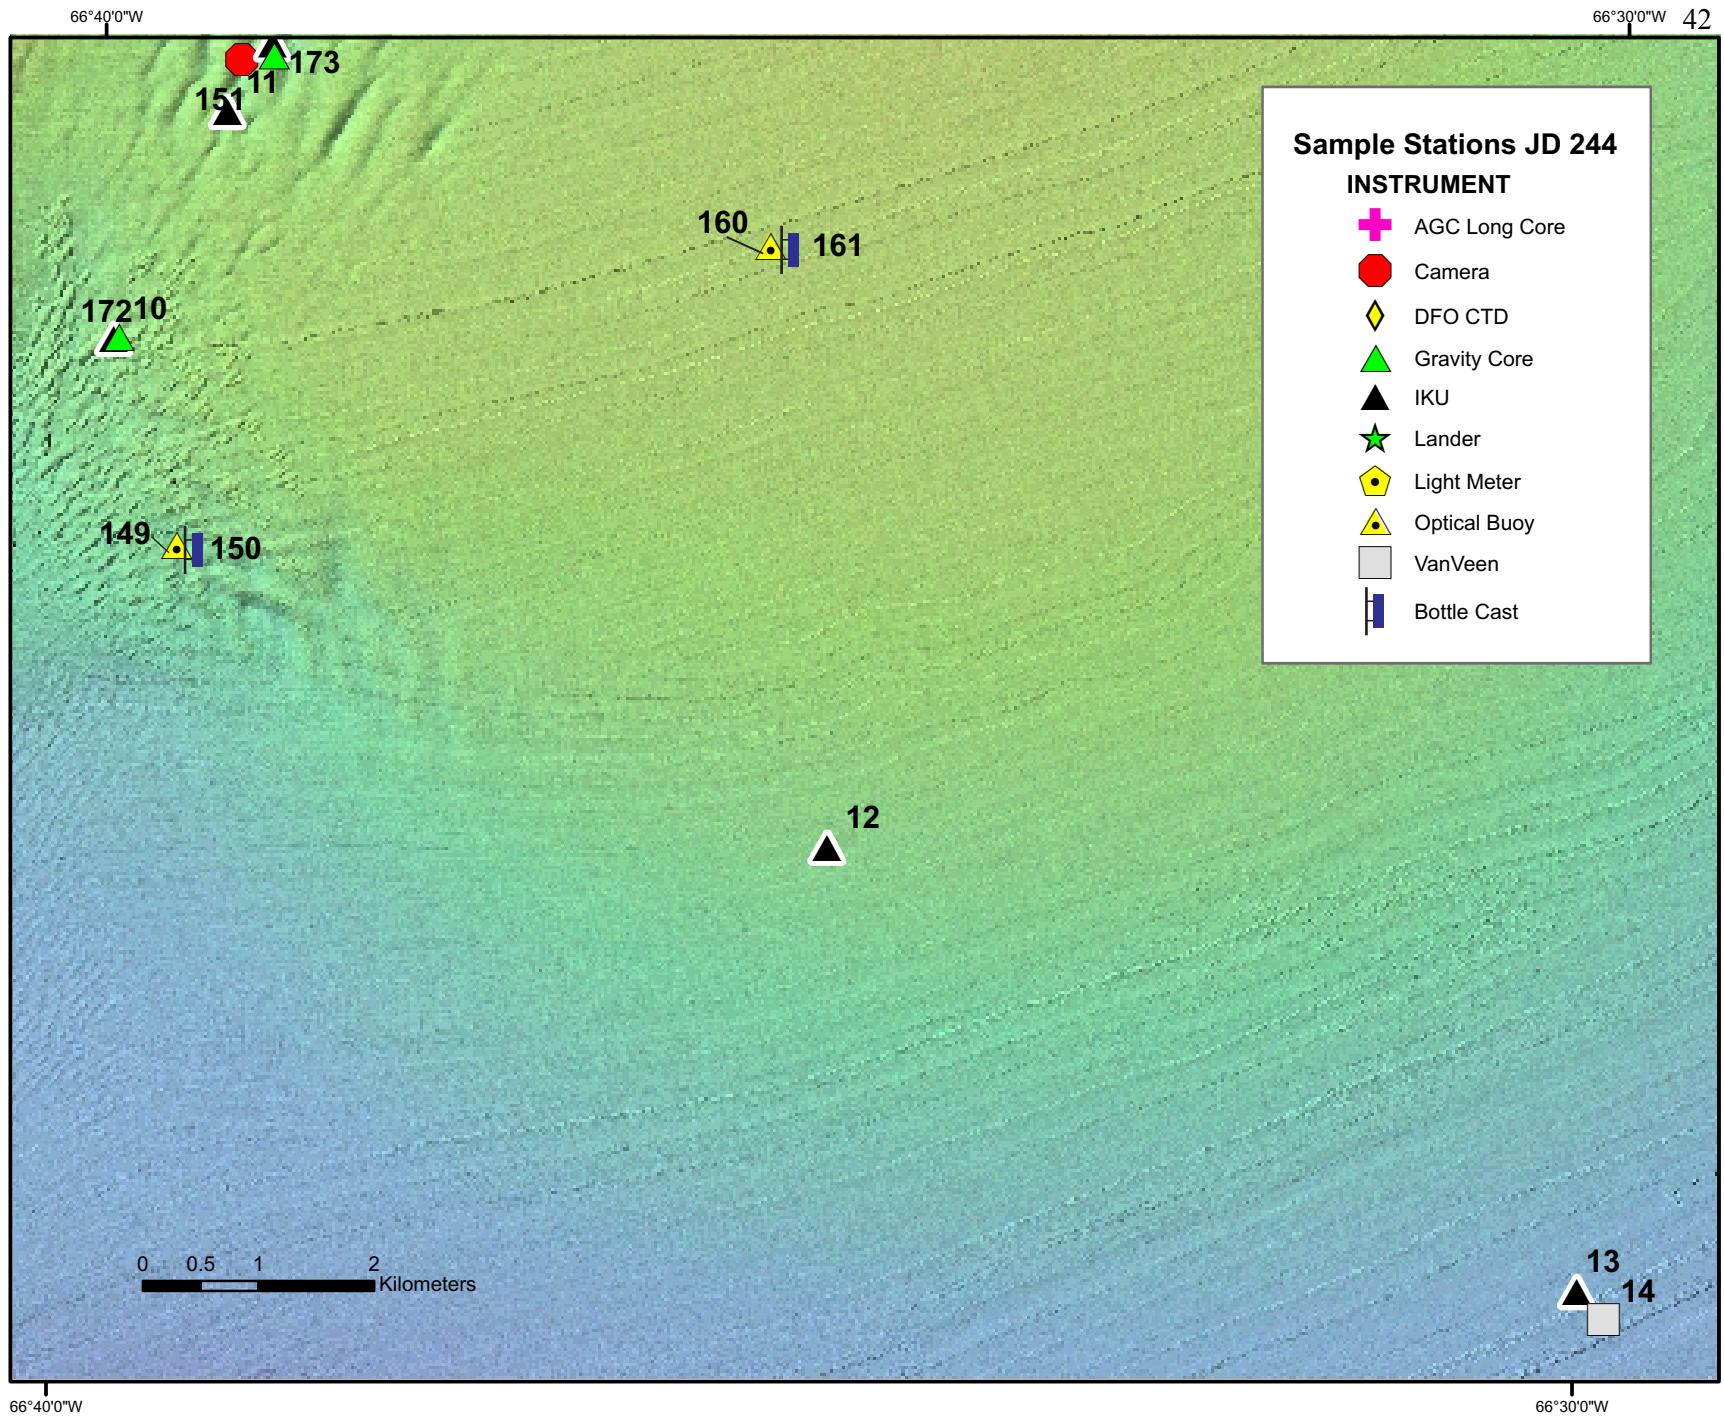 66°40'0"W 66°30'0"W 42
173
11
151
Sample Stations JD 244
INSTRUMENT
AGC Long Core
Camera
DFO CTD
Gravity Core
IKU
Lander
Light Meter
Optical Buoy
VanVeen
Bottle Cast
160
161
172 10
149
150
12
13
14
0 0.5 1 2
Kilometers
66°40'0"W 66°30'0"W